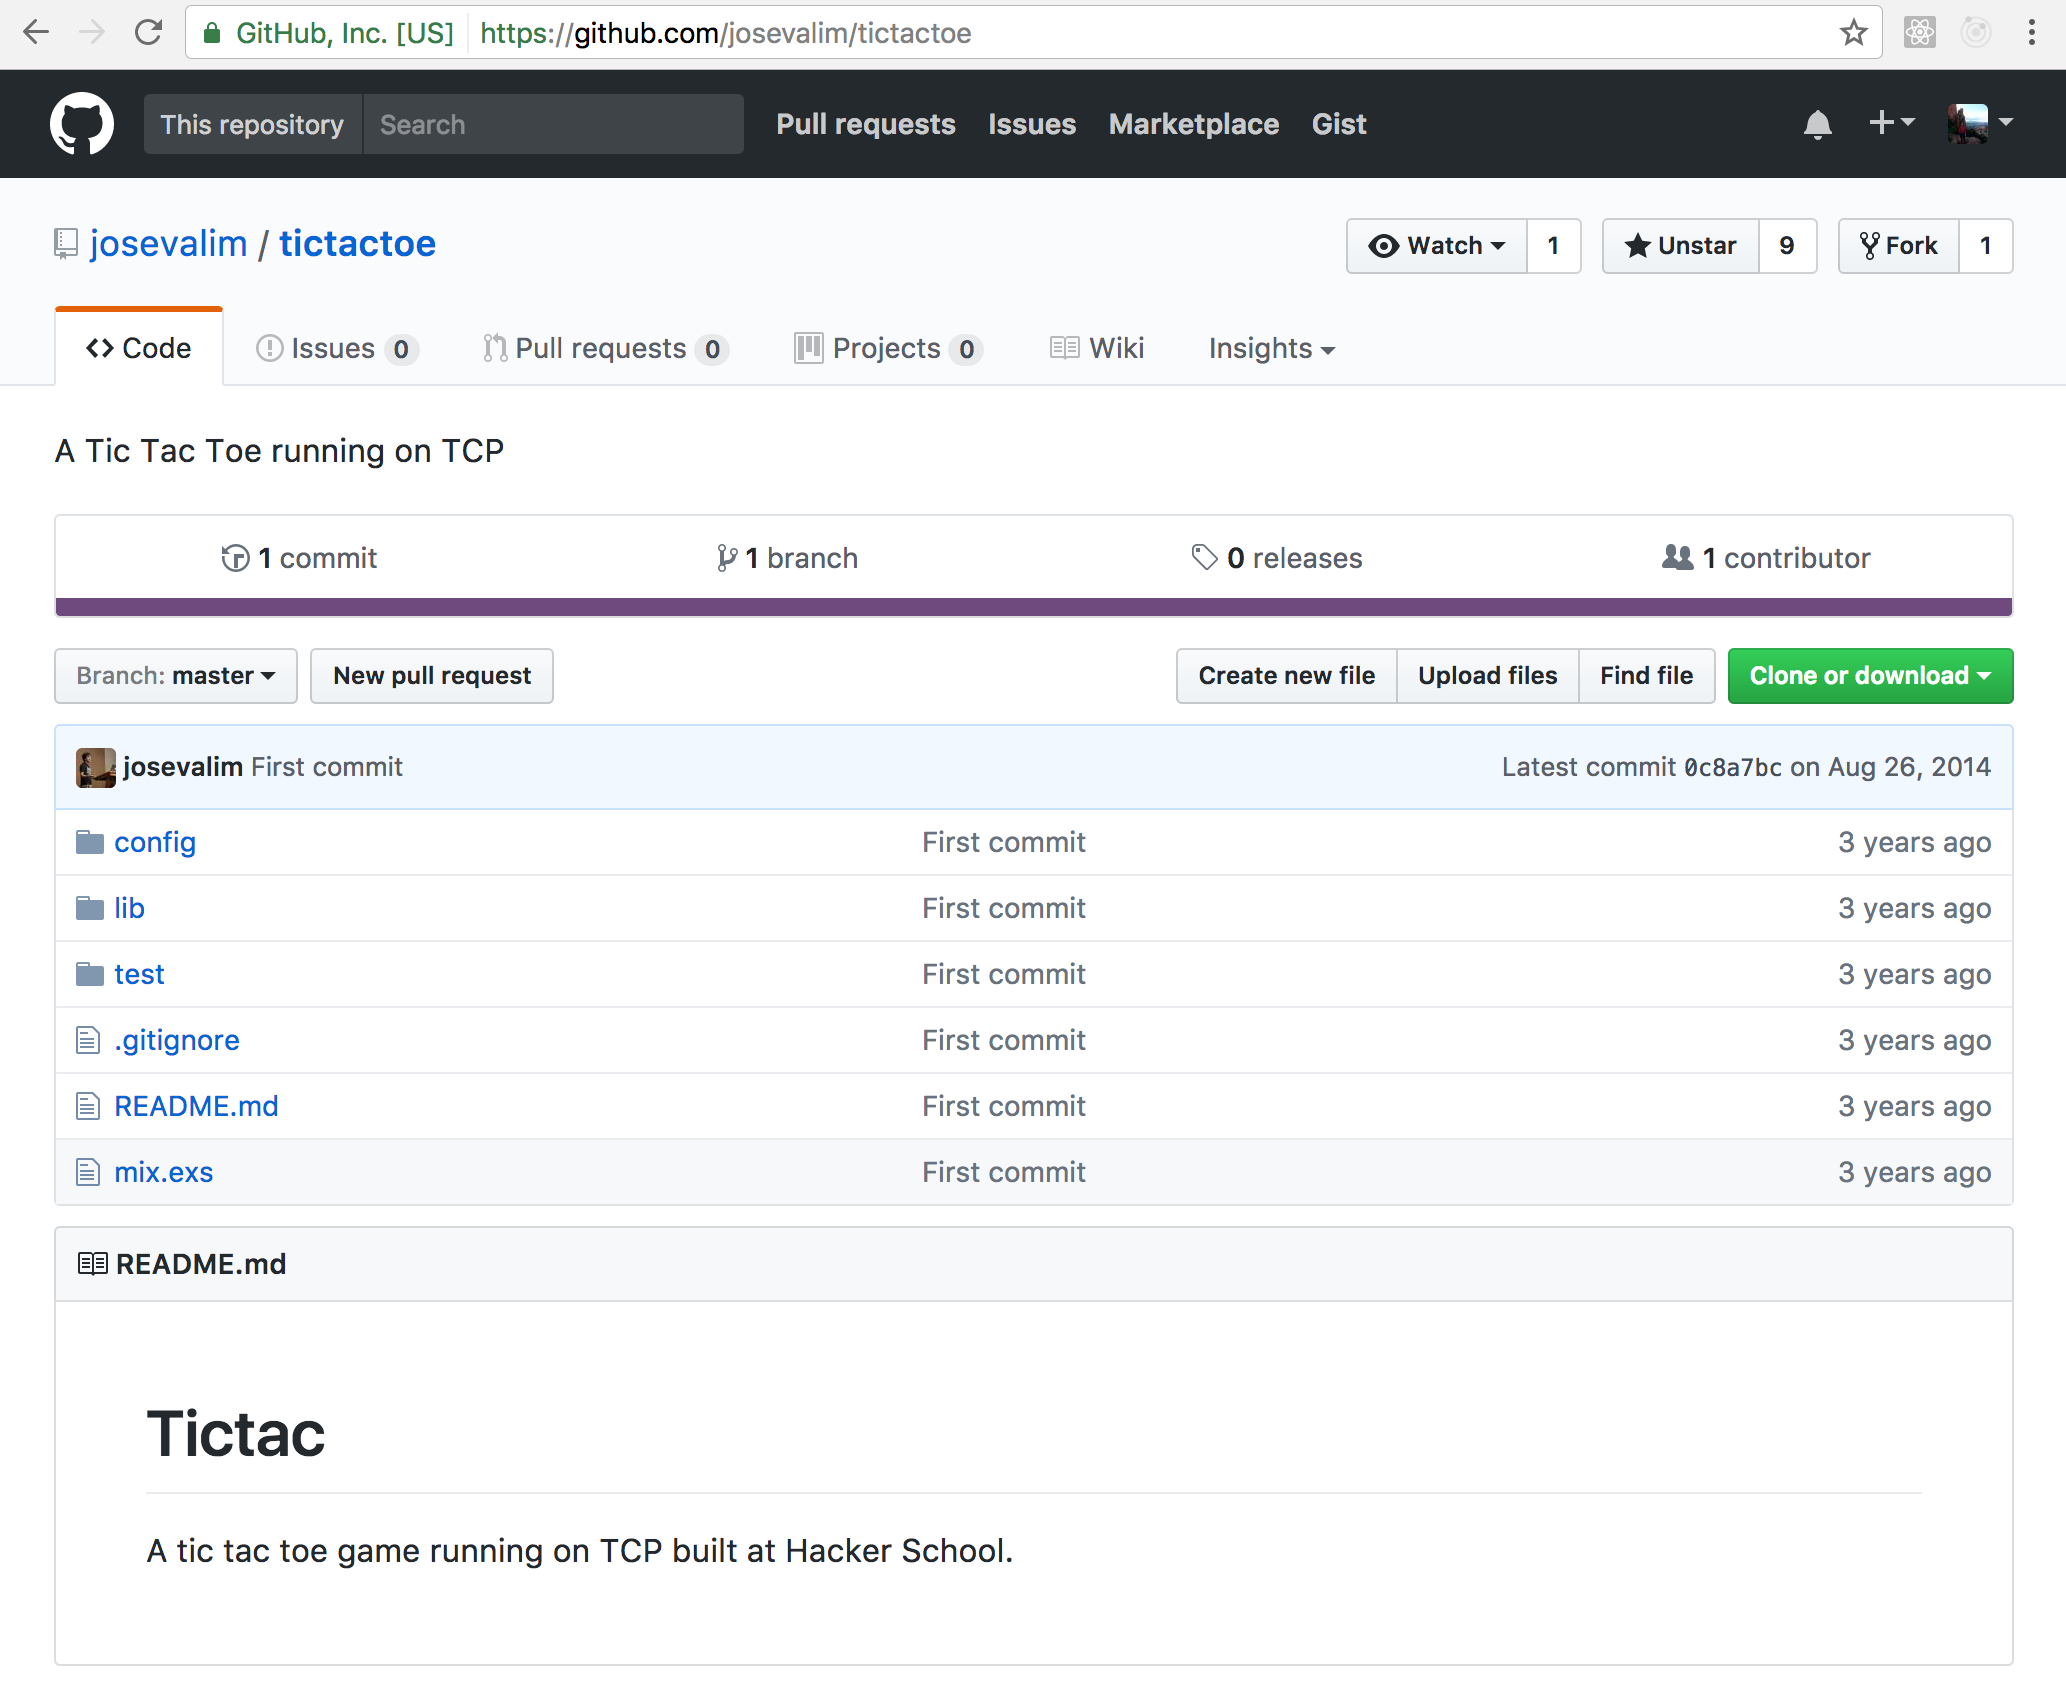 GitHub, Inc. [US] https://github.com/josevalim/tictactoe
This repository Search Pull requests Issues Marketplace Gist
josevalim / tictactoe Watch 1 Unstar 9 Fork 1
Code Issues 0 Pull requests 0 Projects 0 Wiki Insights
A Tic Tac Toe running on TCP
1 commit 1 branch 0 releases 1 contributor
Branch: master New pull request Create new file Upload files Find file Clone or download
josevalim First commit Latest commit 0c8a7bc on Aug 26, 2014
config First commit 3 years ago
lib First commit 3 years ago
test First commit 3 years ago
.gitignore First commit 3 years ago
README.md First commit 3 years ago
mix.exs First commit 3 years ago
README.md
Tictac
A tic tac toe game running on TCP built at Hacker School.